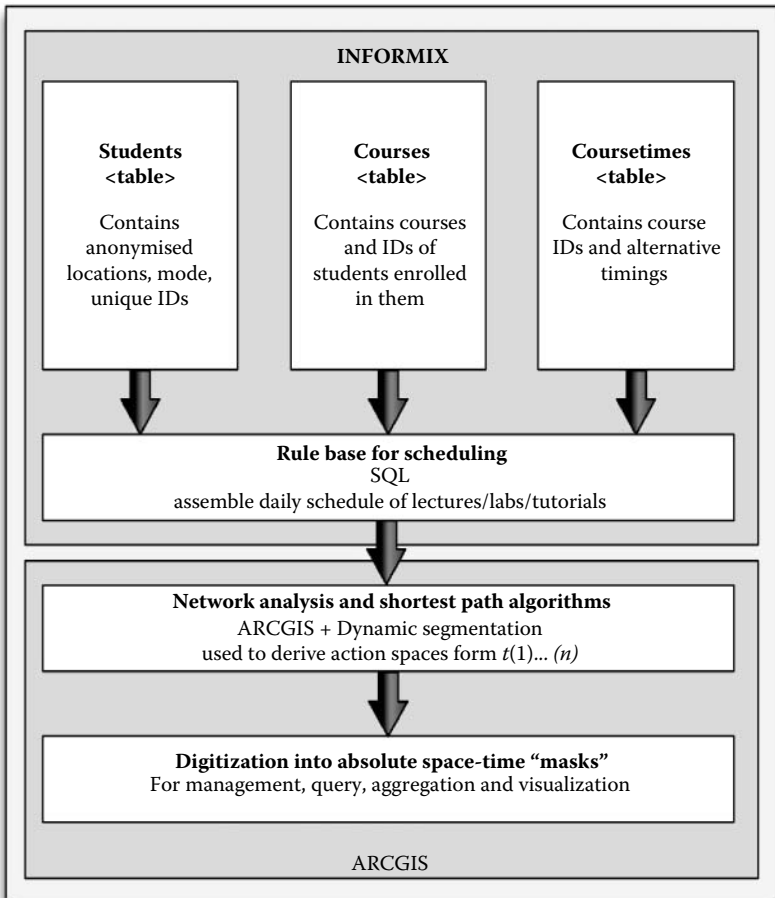 INFORMIX
Students
<table>
Contains
anonymised
locations, mode,
unique IDs
Courses
<table>
Contains courses
and IDs of
students enrolled
in them
Coursetimes
<table>
Contains course
IDs and alternative
timings
Rule base for scheduling
SQL
assemble daily schedule of lectures/labs/tutorials
Network analysis and shortest path algorithms
ARCGIS + Dynamic segmentation
used to derive action spaces form t(1)... (n)
Digitization into absolute space-time “masks”
For management, query, aggregation and visualization
ARCGIS